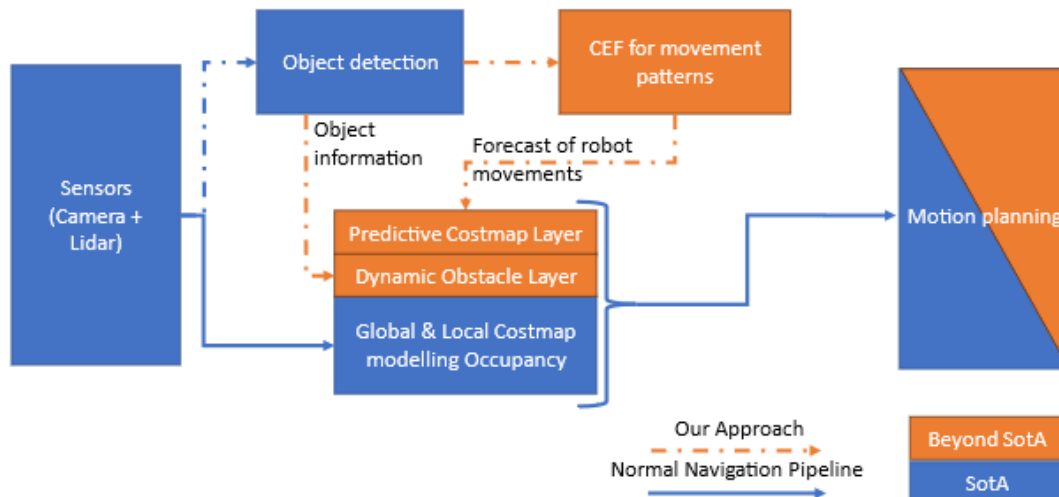 Object detection
CEF for movement
patterns
Object
information
Forecast of robot
movements
Sensors
(Camera +
Lidar)
Predictive Costmap Layer
Dynamic Obstacle Layer
Global & Local Costmap
modelling Occupancy
Motion planning
Our Approach
Normal Navigation Pipeline
Beyond SotA
SotA